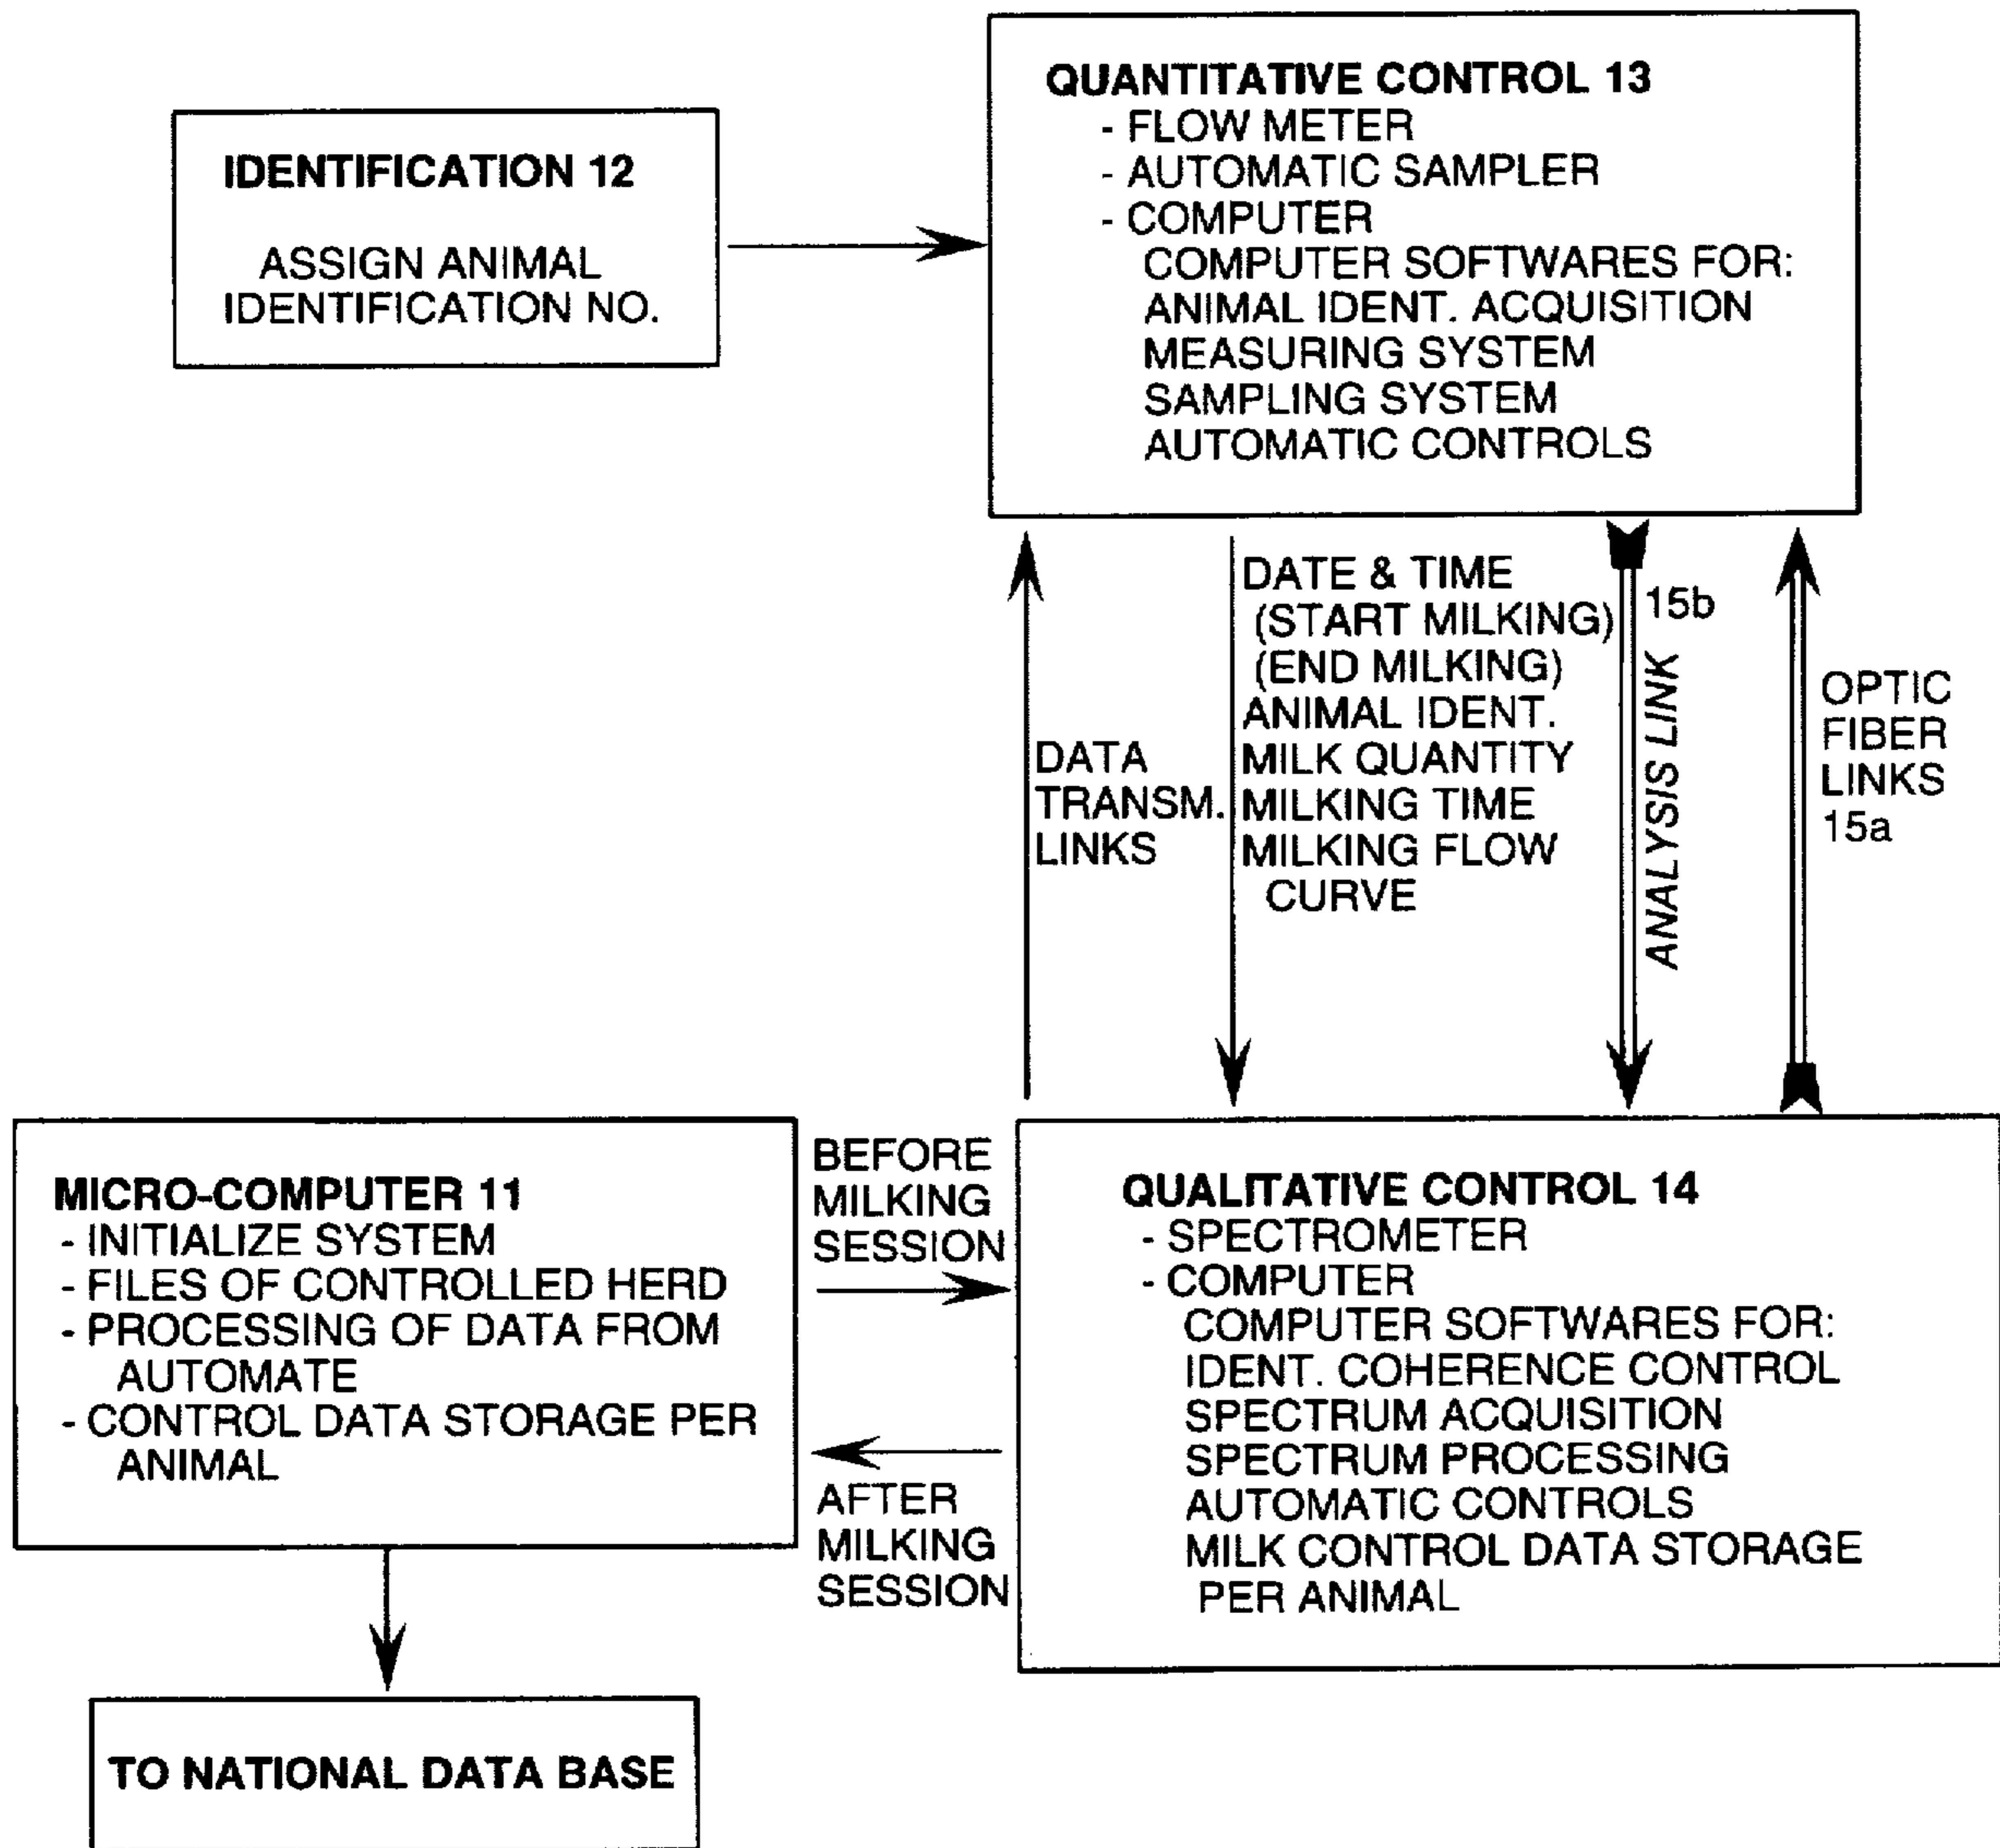 IDENTIFICATION 12
ASSIGN ANIMAL
IDENTIFICATION NO.
QUANTITATIVE CONTROL 13
- FLOW METER
- AUTOMATIC SAMPLER
- COMPUTER
COMPUTER SOFTWARES FOR:
ANIMAL IDENT. ACQUISITION
MEASURING SYSTEM
SAMPLING SYSTEM
AUTOMATIC CONTROLS
DATA
TRANSM.
LINKS
DATE & TIME
(START MILKING)
(END MILKING)
ANIMAL IDENT.
MILK QUANTITY
MILKING TIME
MILKING FLOW
CURVE
15b
ANALYSIS LINK
OPTIC
FIBER
LINKS
15a
MICRO-COMPUTER 11
- INITIALIZE SYSTEM
- FILES OF CONTROLLED HERD
- PROCESSING OF DATA FROM
AUTOMATE
- CONTROL DATA STORAGE PER
ANIMAL
BEFORE
MILKING
SESSION
AFTER
MILKING
SESSION
QUALITATIVE CONTROL 14
- SPECTROMETER
- COMPUTER
COMPUTER SOFTWARES FOR:
IDENT. COHERENCE CONTROL
SPECTRUM ACQUISITION
SPECTRUM PROCESSING
AUTOMATIC CONTROLS
MILK CONTROL DATA STORAGE
PER ANIMAL
TO NATIONAL DATA BASE